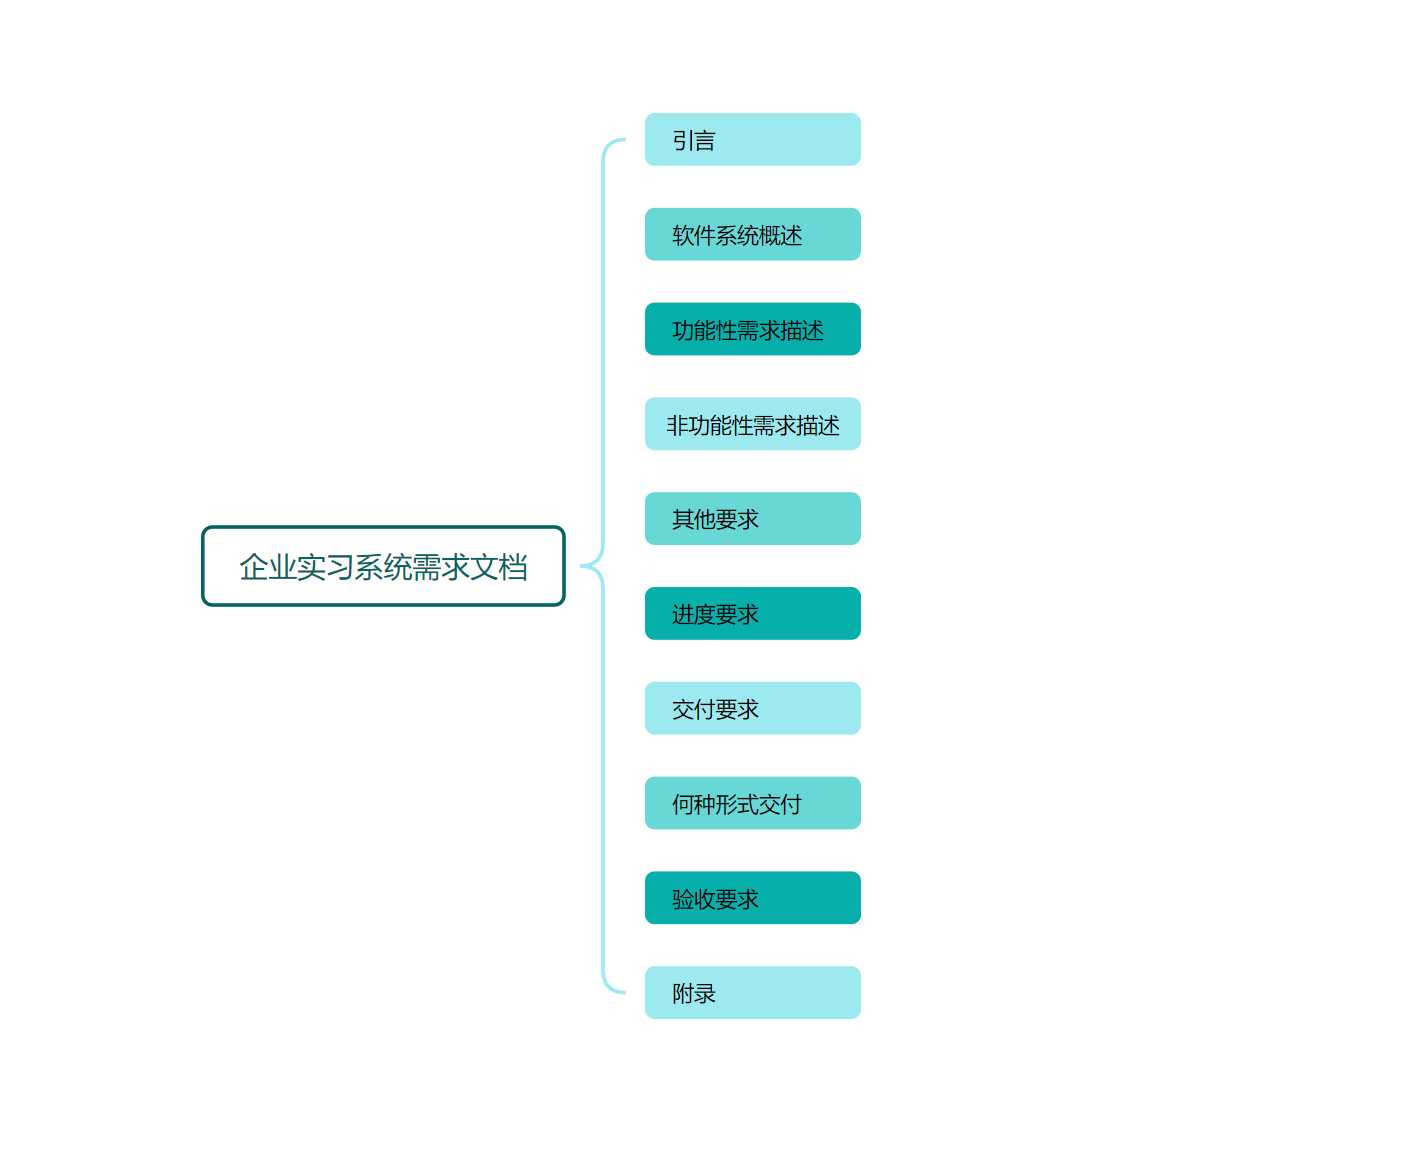 企业实习系统需求文档
引言
软件系统概述
功能性需求描述
非功能性需求描述
其他要求
进度要求
交付要求
何种形式交付
验收要求
附录